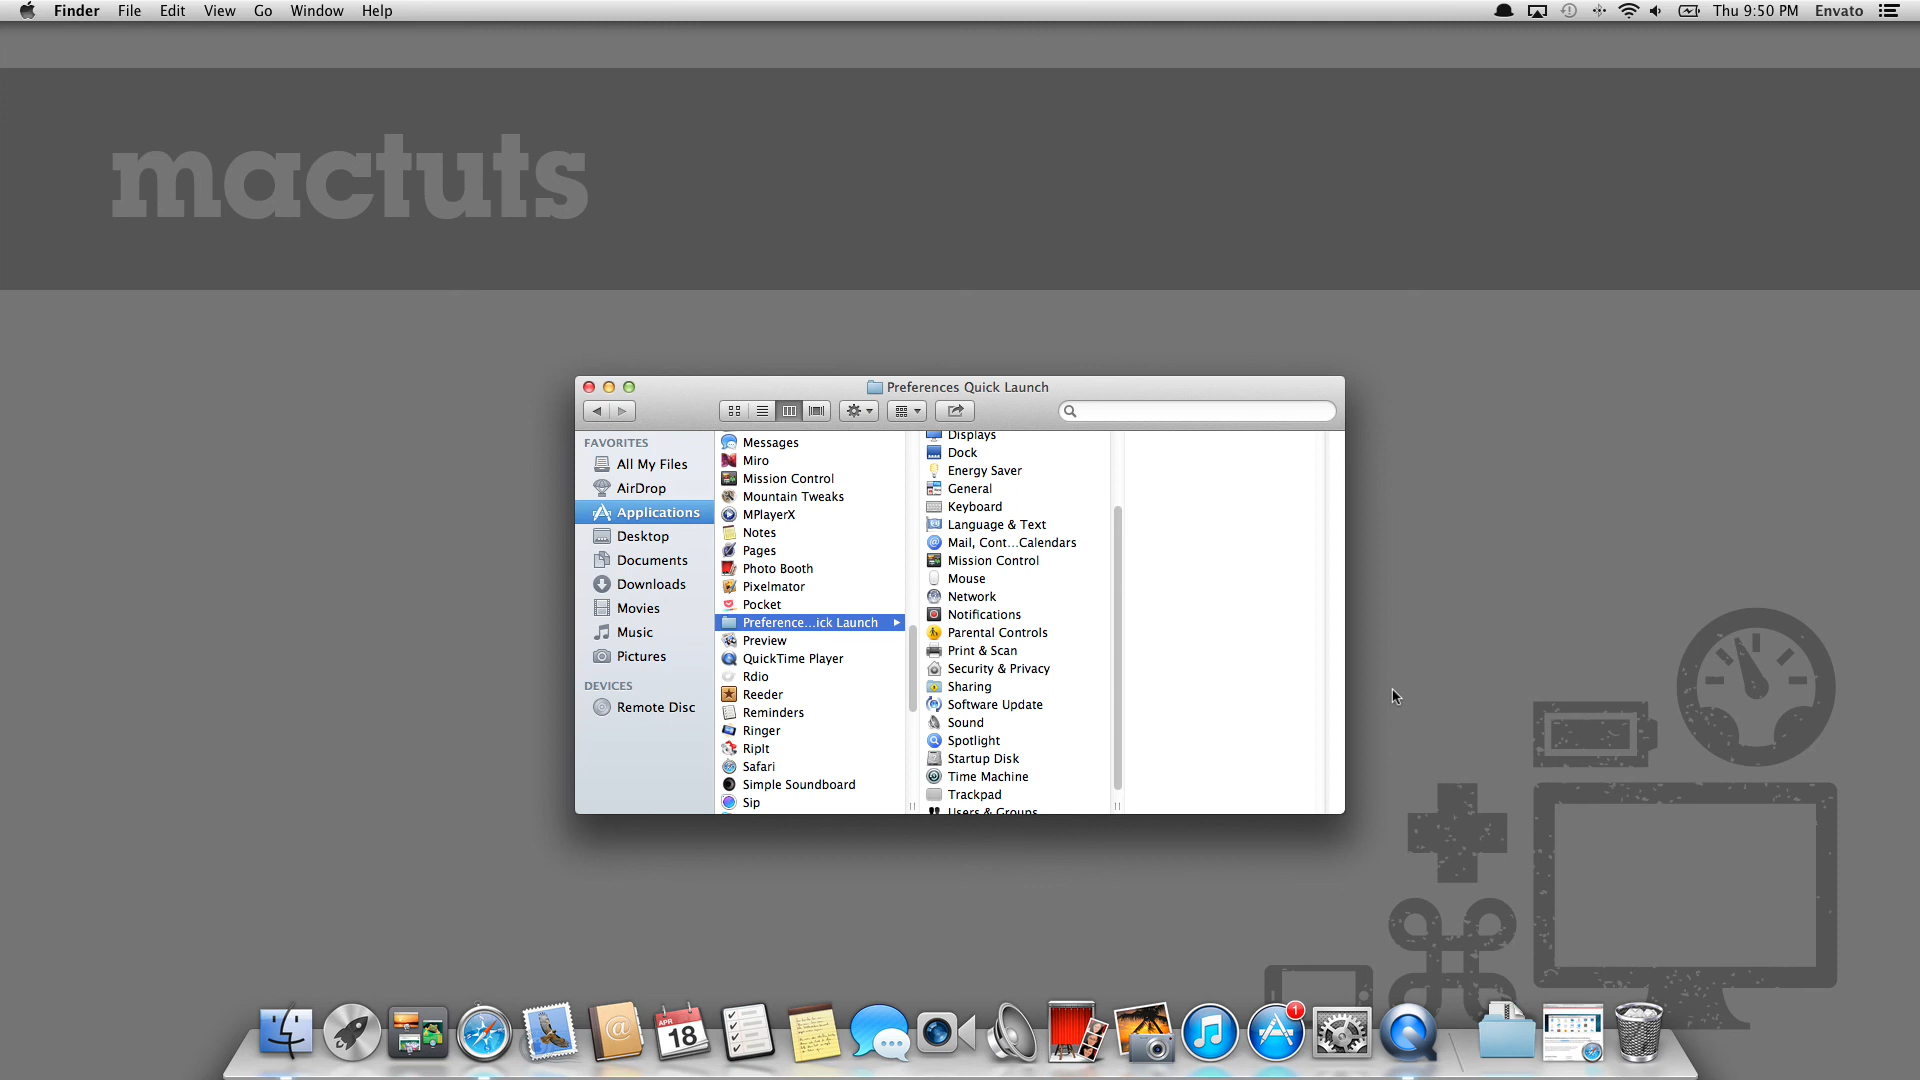 Finder File Edit View Go Window Help
Thu 9:50 PM Envato
mactuts
Preferences Quick Launch
FAVORITES
All My Files
AirDrop
Applications
Desktop
Documents
Downloads
Movies
Music
Pictures
DEVICES
Remote Disc
Messages
Miro
Mission Control
Mountain Tweaks
MPlayerX
Notes
Pages
Photo Booth
Pixelmator
Pocket
Preference...ick Launch
Preview
QuickTime Player
Rdio
Reeder
Reminders
Ringer
RipIt
Safari
Simple Soundboard
Sip
Displays
Dock
Energy Saver
General
Keyboard
Language & Text
Mail, Cont...Calendars
Mission Control
Mouse
Network
Notifications
Parental Controls
Print & Scan
Security & Privacy
Sharing
Software Update
Sound
Spotlight
Startup Disk
Time Machine
Trackpad
Users & Groups
APR
18
1